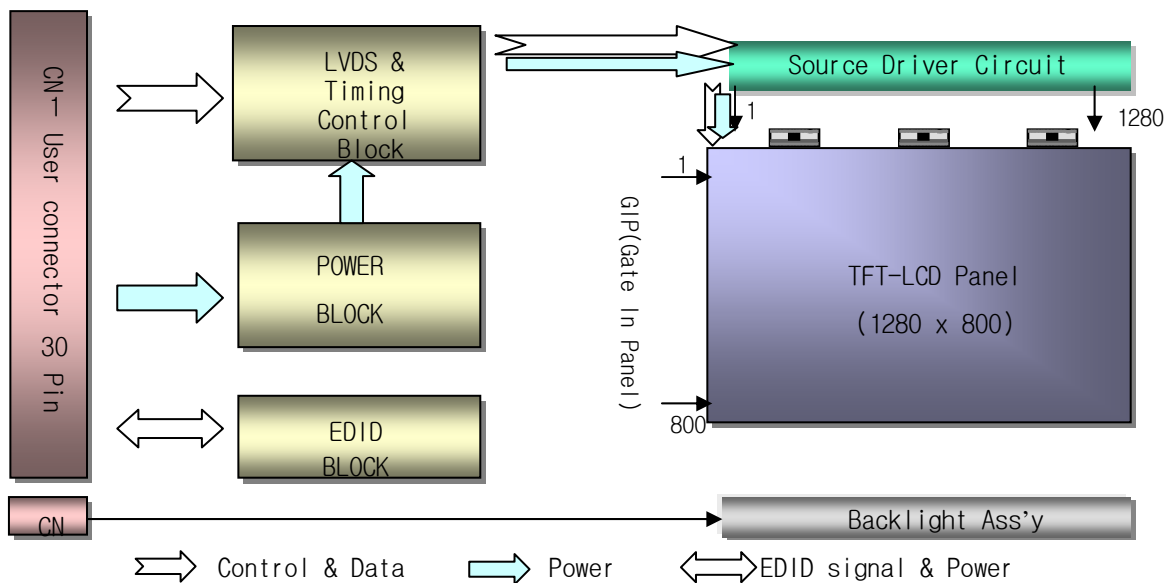 CN- User connector 30 Pin
LVDS &
Timing
Control
Block
POWER
BLOCK
EDID
BLOCK
Source Driver Circuit
1
1280
1
GIP(Gate In Panel)
800
TFT-LCD Panel
(1280 x 800)
CN
Backlight Ass'y
Control & Data
Power
EDID signal & Power